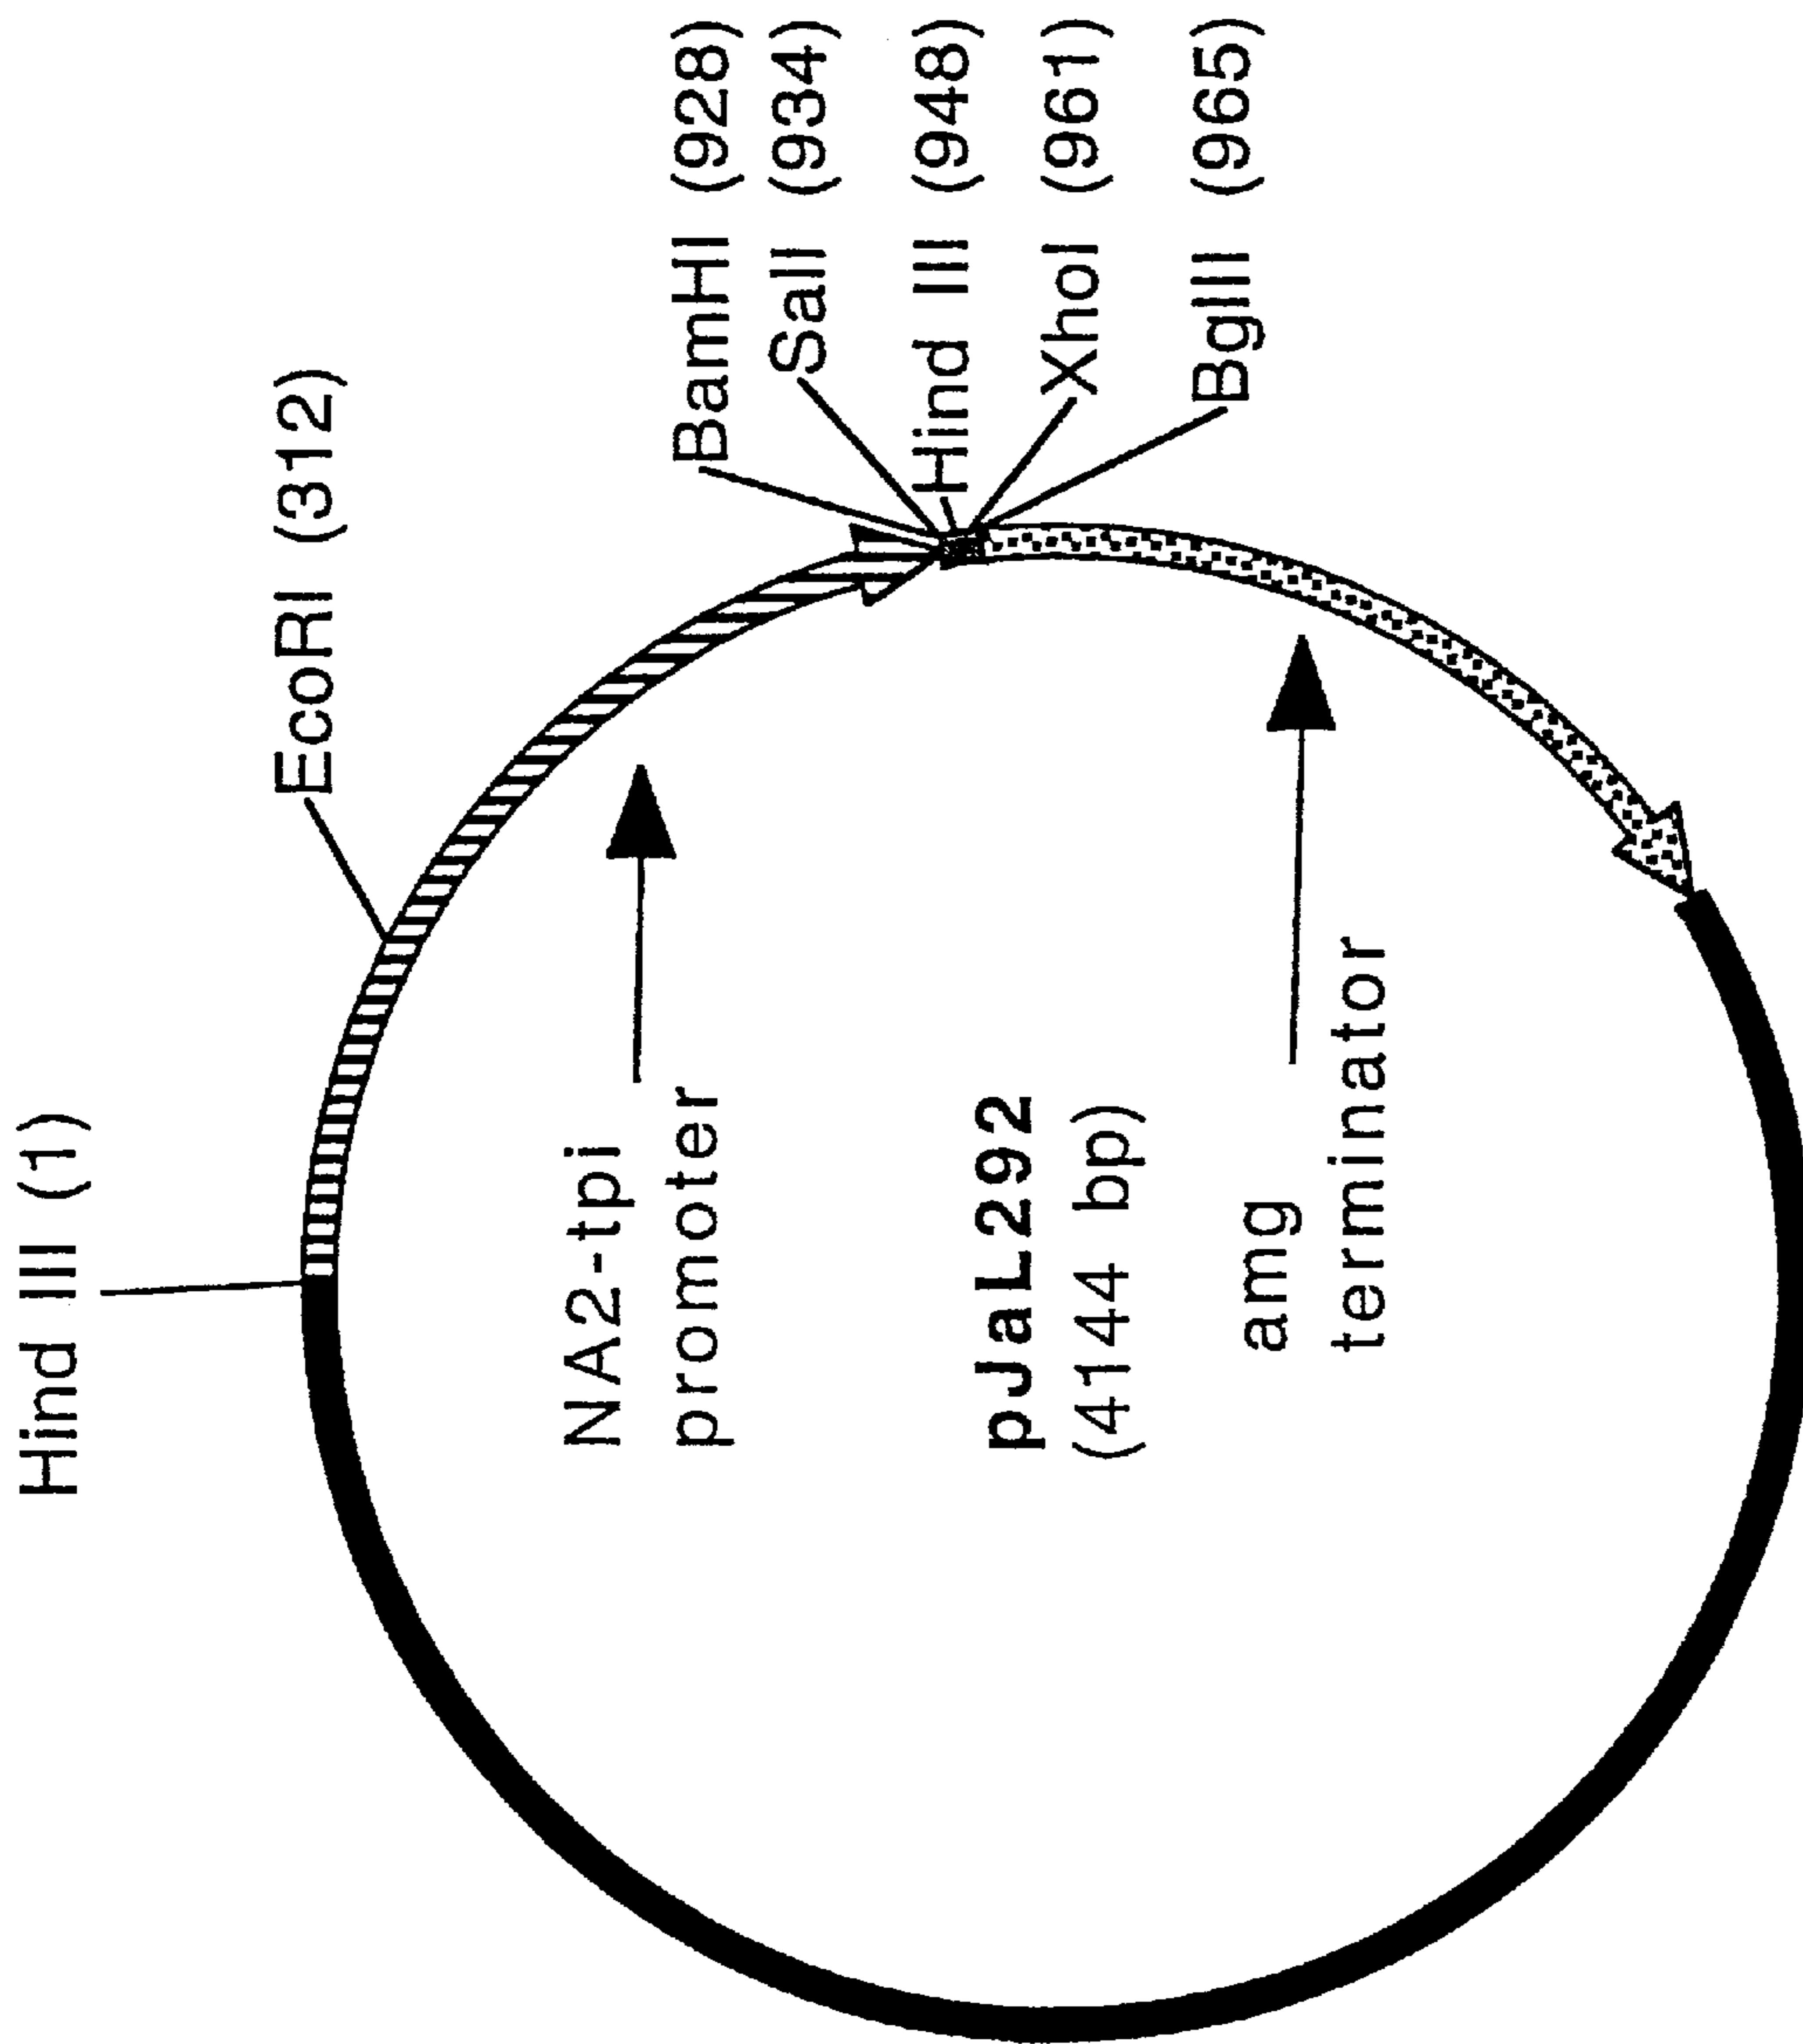 Hind III (1)
EcoRI (312)
BamHI (928)
SalI (934)
Hind III (948)
XhoI (961)
BglII (965)
NA2-tpi
promoter
pJaL292
(4144 bp)
amg
terminator